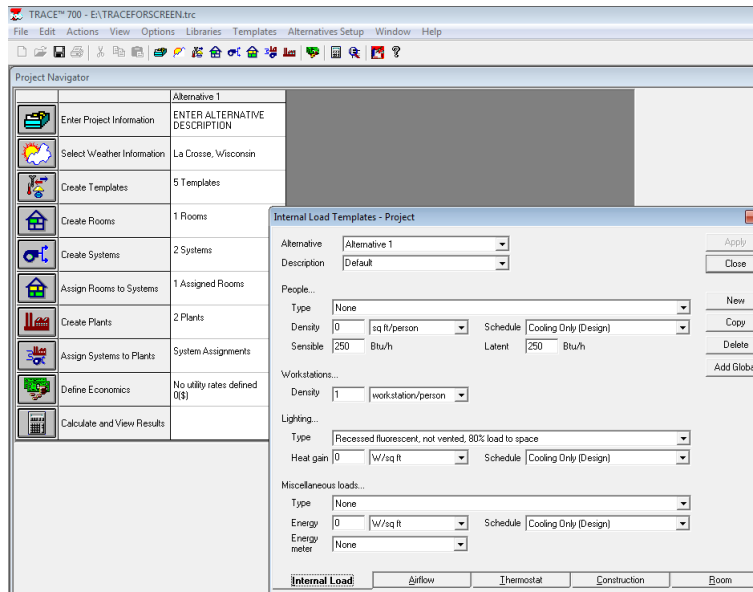 TRACE™ 700 - E:\TRACEFORSCREEN.trc
File Edit Actions View Options Libraries Templates Alternatives Setup Window Help
Project Navigator
Alternative 1
Enter Project Information
ENTER ALTERNATIVE
DESCRIPTION
Select Weather Information
La Crosse, Wisconsin
Create Templates
5 Templates
Create Rooms
1 Rooms
Create Systems
2 Systems
Assign Rooms to Systems
1 Assigned Rooms
Create Plants
2 Plants
Assign Systems to Plants
System Assignments
Define Economics
No utility rates defined
0($)
Calculate and View Results
Internal Load Templates - Project
Alternative Alternative 1
Description Default
Apply
Close
New
Copy
Delete
Add Globa
People...
Type None
Density 0 sq ft/person Schedule Cooling Only (Design)
Sensible 250 Btu/h Latent 250 Btu/h
Workstations...
Density 1 workstation/person
Lighting...
Type Recessed fluorescent, not vented, 80% load to space
Heat gain 0 W/sq ft Schedule Cooling Only (Design)
Miscellaneous loads...
Type None
Energy 0 W/sq ft Schedule Cooling Only (Design)
Energy
meter None
Internal Load Airflow Thermostat Construction Room